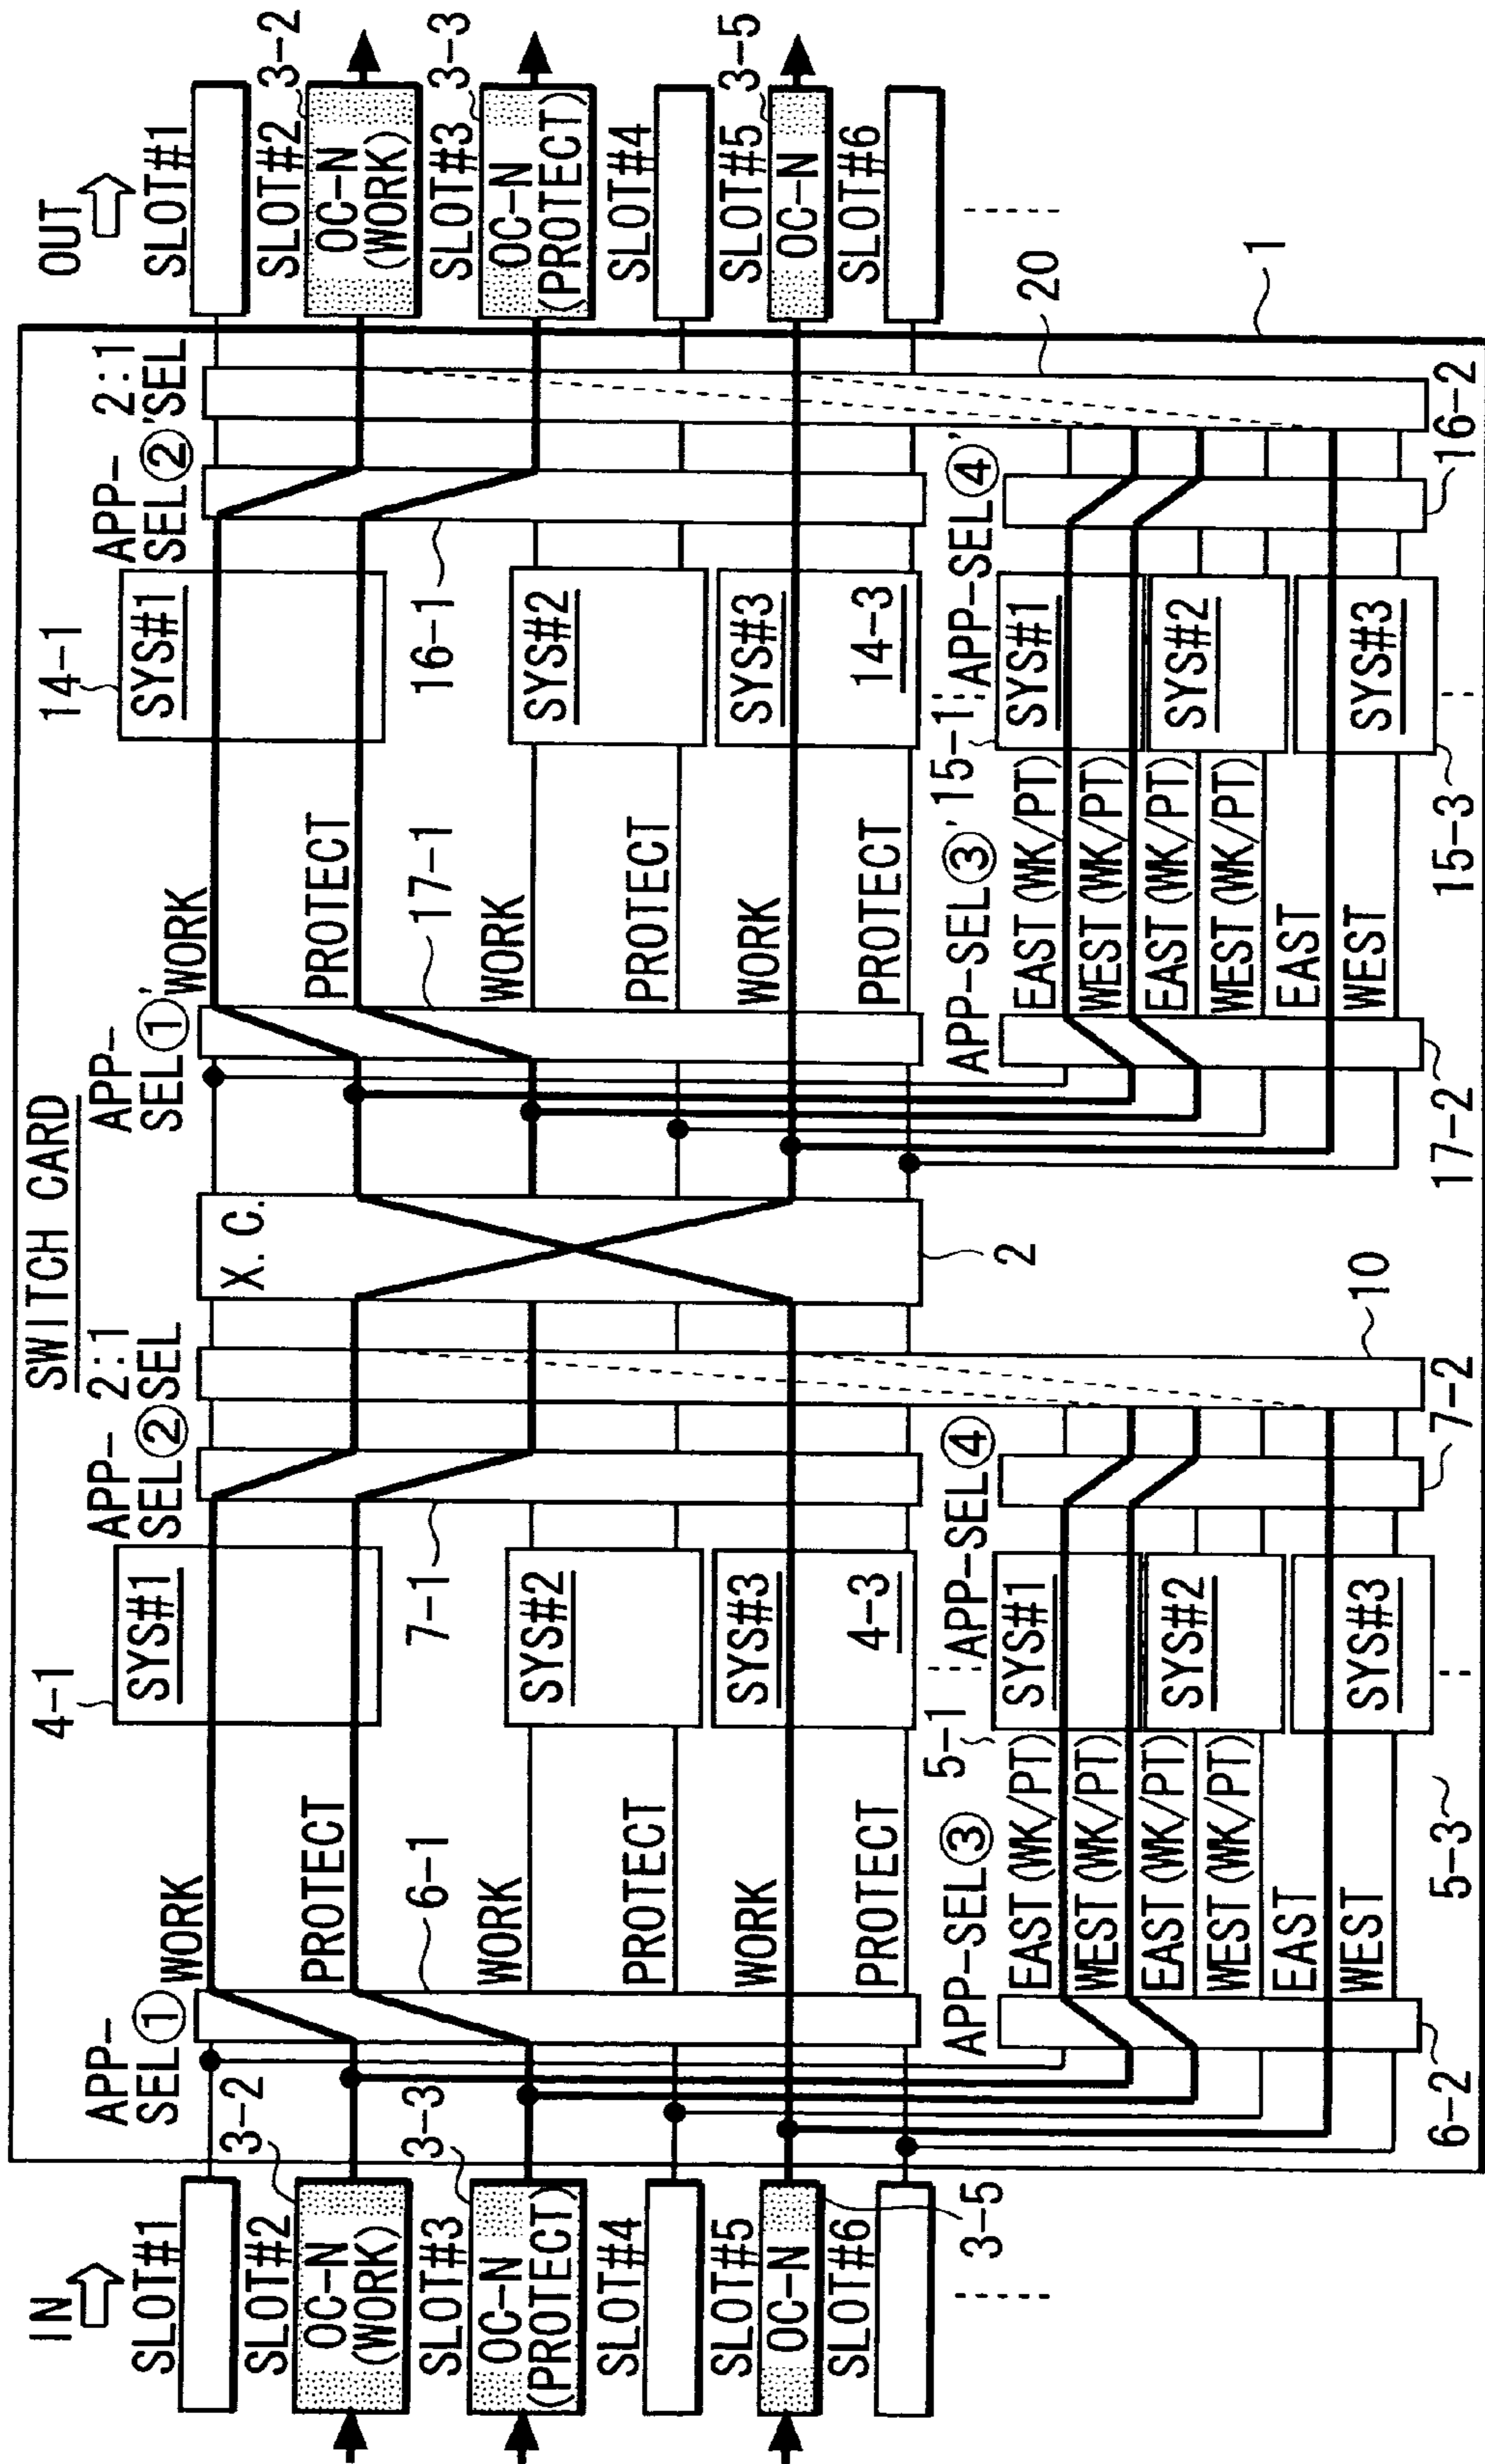 SWITCH CARD
IN
SLOT#1
SLOT#2
OC-N
(WORK)
3-2
SLOT#3
OC-N
(PROTECT)
3-3
SLOT#4
SLOT#5
OC-N
3-5
SLOT#6
APP-
SEL①
WORK
PROTECT
6-1
WORK
PROTECT
WORK
PROTECT
4-1
SYS#1
SYS#2
SYS#3
4-3
APP-
SEL②
7-1
2:1
SEL
X.C.
2
10
APP-SEL③
EAST(WK/PT)
WEST(WK/PT)
EAST(WK/PT)
WEST(WK/PT)
EAST
WEST
6-2
5-1
SYS#1
SYS#2
SYS#3
5-3
APP-SEL④
7-2
APP-
SEL①'
WORK
PROTECT
17-1
WORK
PROTECT
WORK
PROTECT
14-1
SYS#1
SYS#2
SYS#3
14-3
APP-
SEL②'
16-1
2:1
SEL
20
1
APP-SEL③'
EAST(WK/PT)
WEST(WK/PT)
EAST(WK/PT)
WEST(WK/PT)
EAST
WEST
17-2
15-1
SYS#1
SYS#2
SYS#3
15-3
APP-SEL④'
16-2
OUT
SLOT#1
SLOT#2
3-2
OC-N
(WORK)
SLOT#3
3-3
OC-N
(PROTECT)
SLOT#4
SLOT#5
3-5
OC-N
SLOT#6